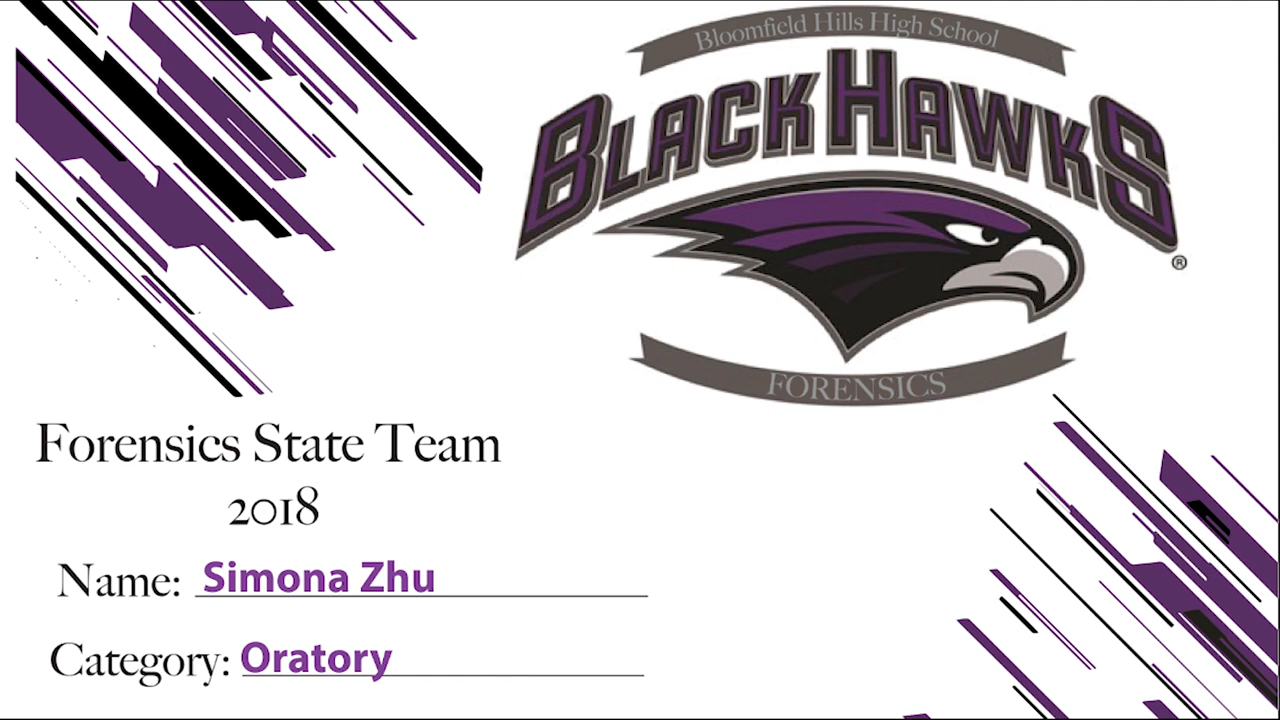 Bloomfield Hills High School
BLACKHAWKS
®
FORENSICS
Forensics State Team
2018
Name: Simona Zhu
Category: Oratory